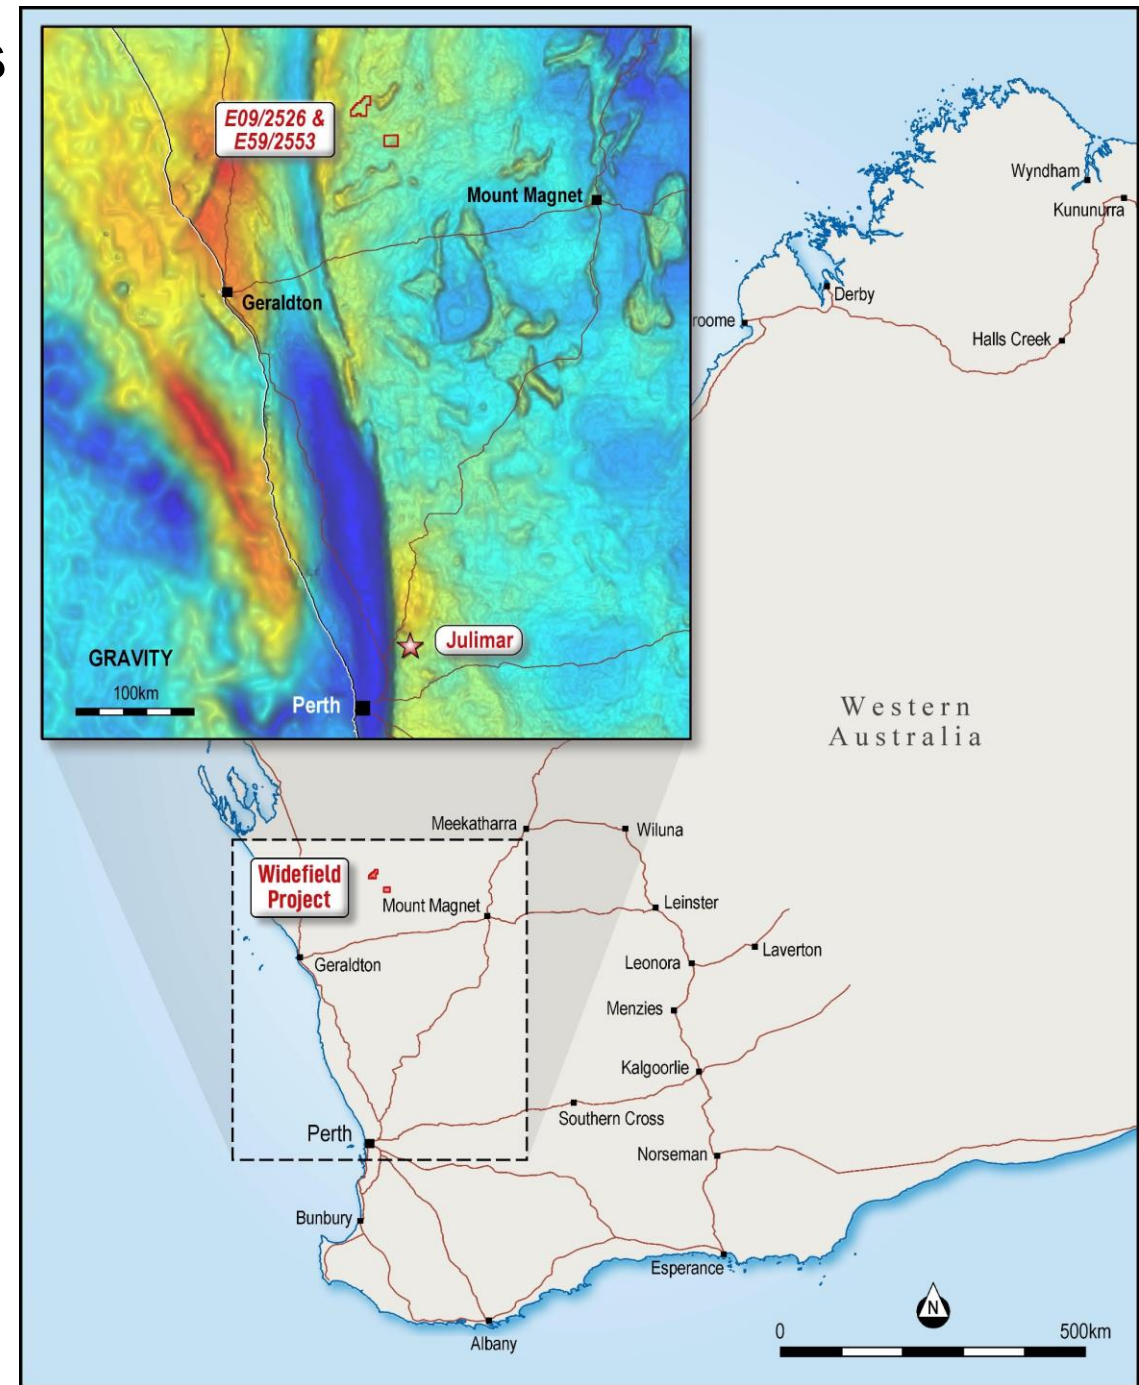 s
E09/2526 &
E59/2553
Mount Magnet
Geraldton
Julimar
GRAVITY
100km
Perth
Wyndham
Kununurra
Derby
roome
Halls Creek
Western
Australia
Meekatharra
Wiluna
Widefield
Project
Mount Magnet
Leinster
Geraldton
Leonora
Laverton
Menzies
Kalgoorlie
Southern Cross
Perth
Norseman
Bunbury
Esperance
Albany
N
0 500km